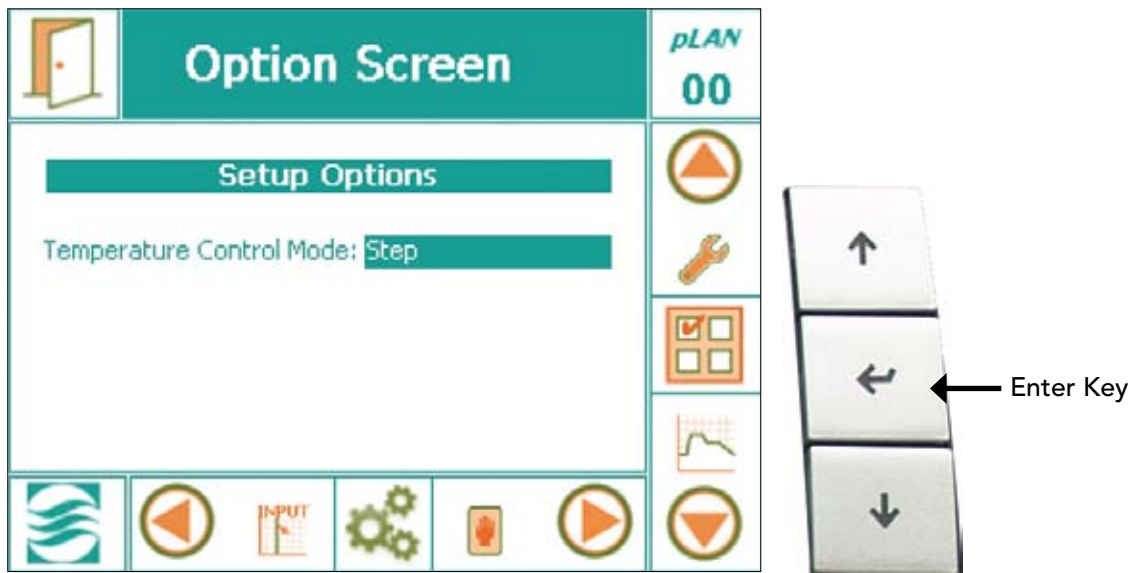 Option Screen
pLAN
00
Setup Options
Temperature Control Mode: Step
Enter Key
INPUT